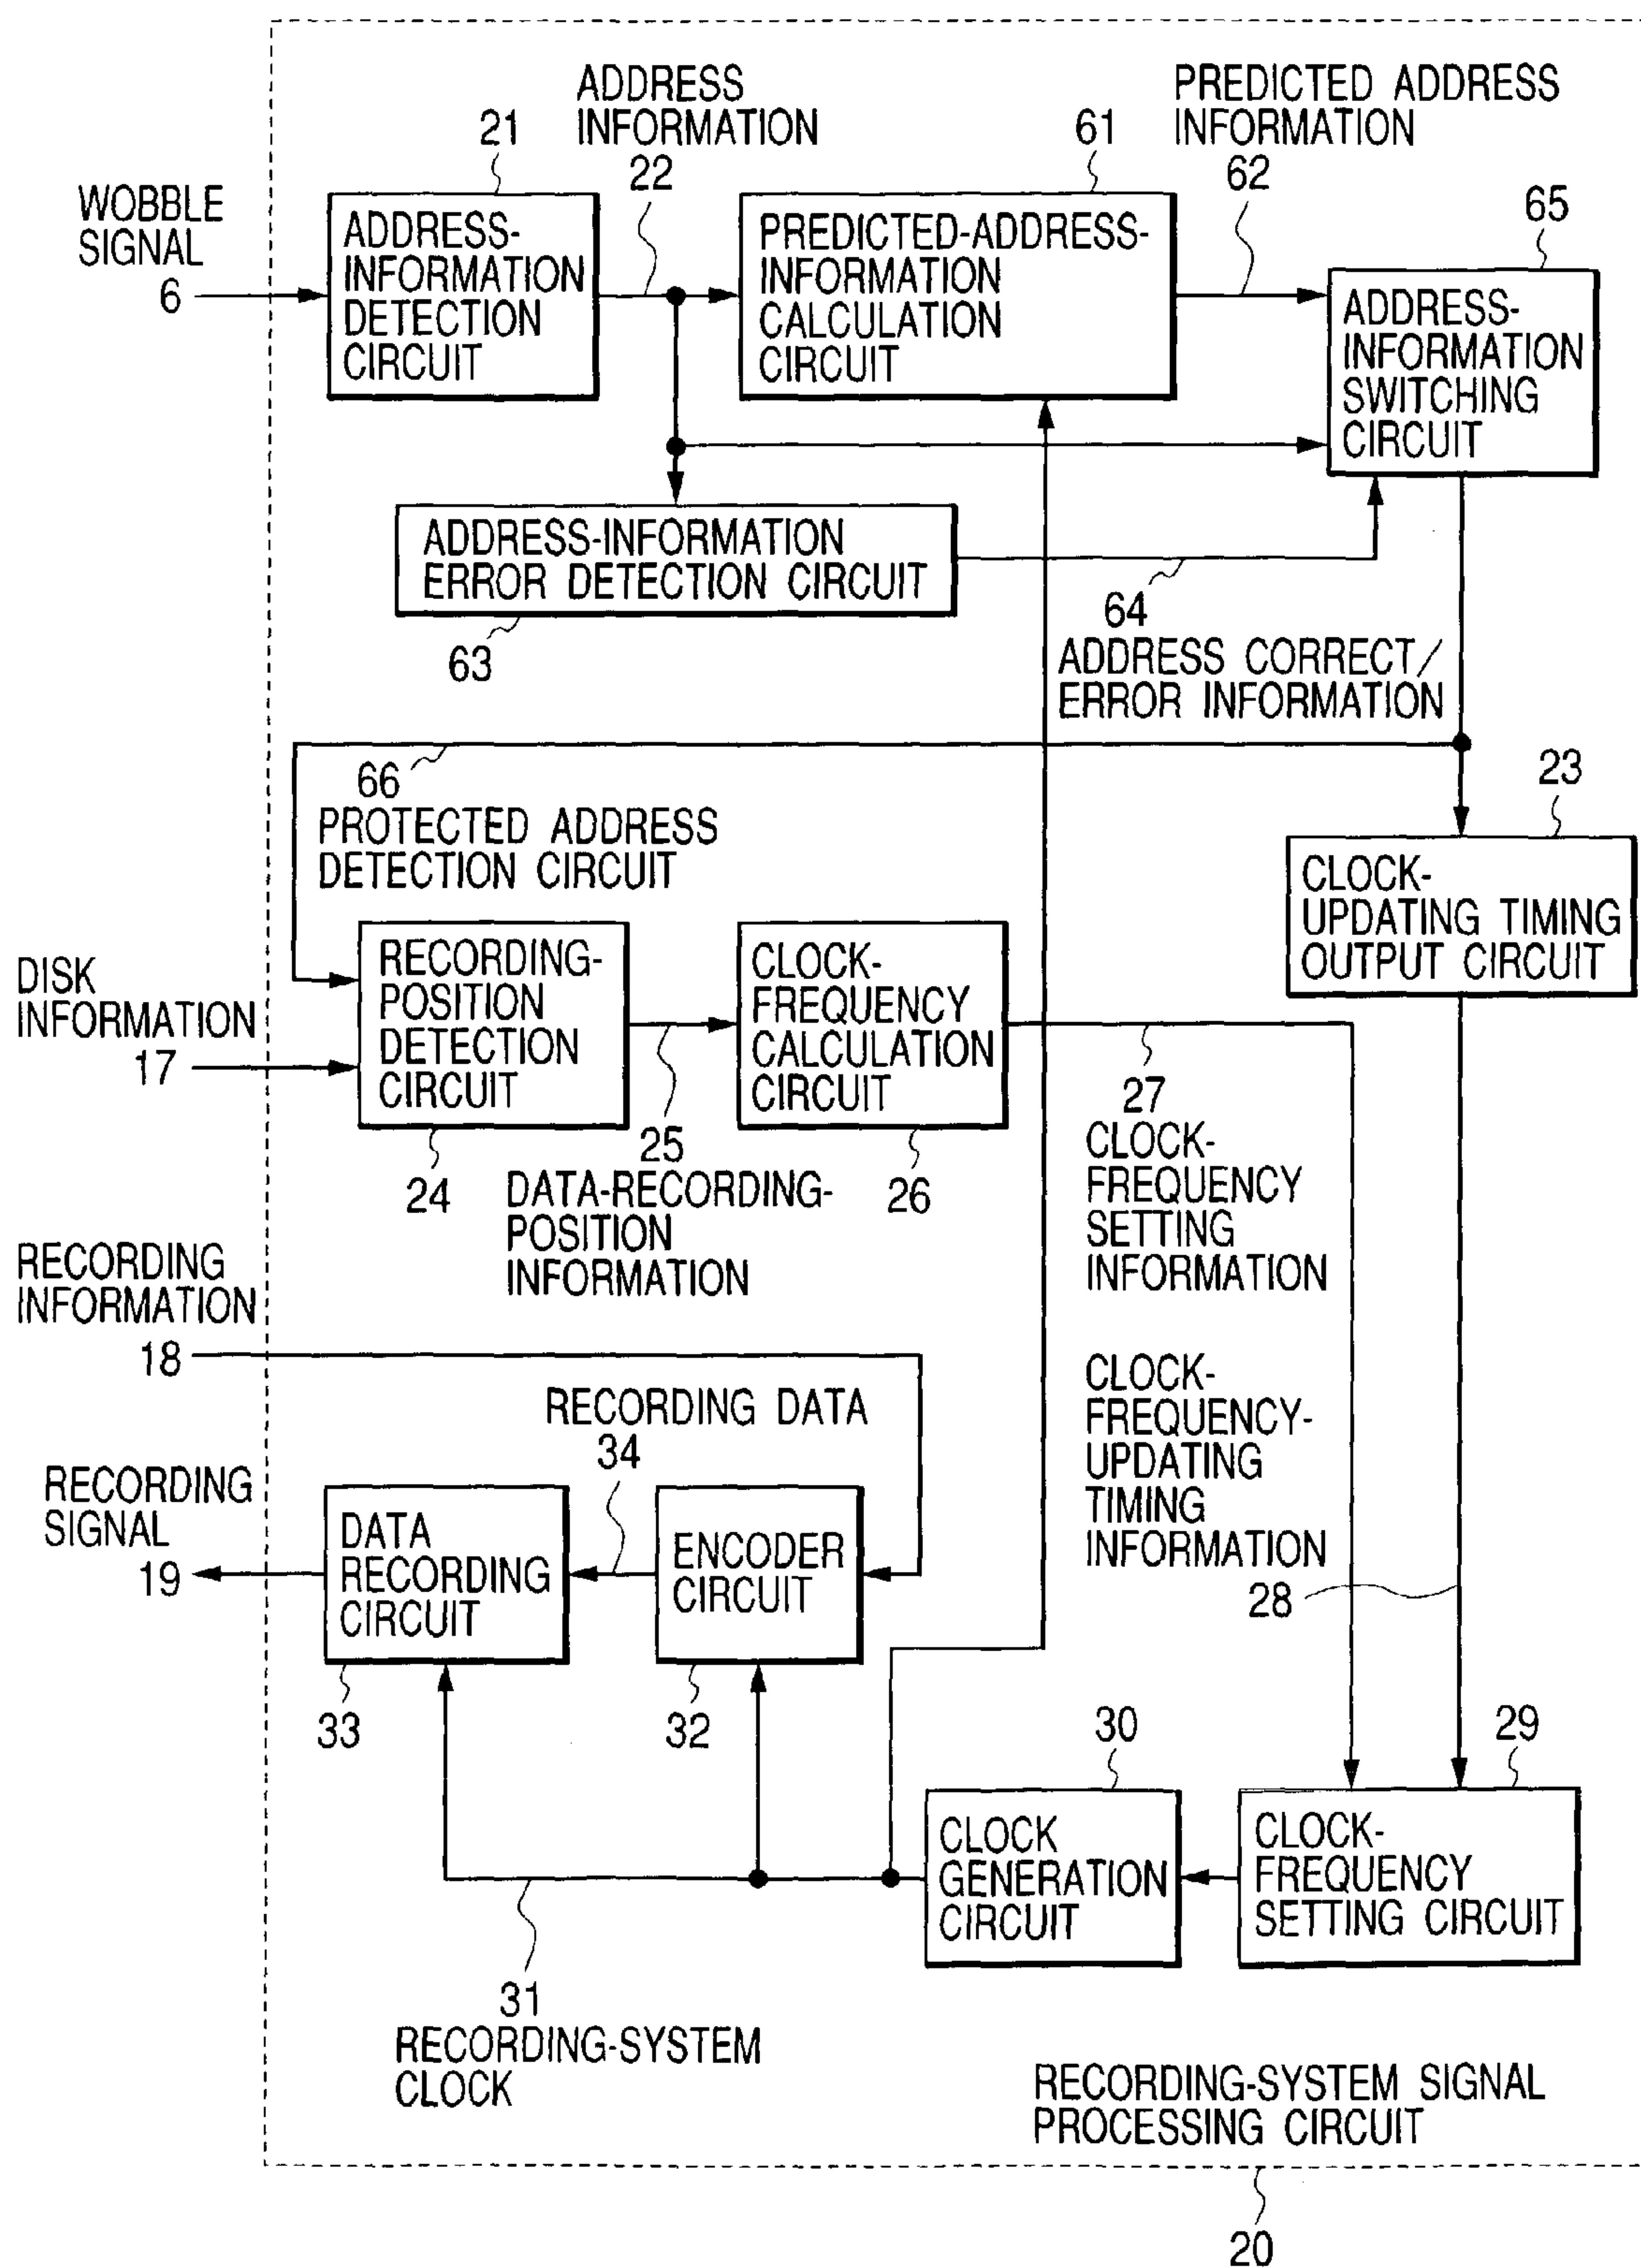 ADDRESS
INFORMATION
22
PREDICTED ADDRESS
INFORMATION
62
21
61
65
WOBBLE
SIGNAL
6
ADDRESS-
INFORMATION
DETECTION
CIRCUIT
PREDICTED-ADDRESS-
INFORMATION
CALCULATION
CIRCUIT
ADDRESS-
INFORMATION
SWITCHING
CIRCUIT
ADDRESS-INFORMATION
ERROR DETECTION CIRCUIT
63
64
ADDRESS CORRECT/
ERROR INFORMATION
66
PROTECTED ADDRESS
DETECTION CIRCUIT
23
CLOCK-
UPDATING TIMING
OUTPUT CIRCUIT
DISK
INFORMATION
17
RECORDING-
POSITION
DETECTION
CIRCUIT
24
25
DATA-RECORDING-
POSITION
INFORMATION
CLOCK-
FREQUENCY
CALCULATION
CIRCUIT
26
27
CLOCK-
FREQUENCY
SETTING
INFORMATION
RECORDING
INFORMATION
18
CLOCK-
FREQUENCY-
UPDATING
TIMING
INFORMATION
28
RECORDING DATA
34
RECORDING
SIGNAL
19
DATA
RECORDING
CIRCUIT
33
ENCODER
CIRCUIT
32
30
29
CLOCK
GENERATION
CIRCUIT
CLOCK-
FREQUENCY
SETTING CIRCUIT
31
RECORDING-SYSTEM
CLOCK
RECORDING-SYSTEM SIGNAL
PROCESSING CIRCUIT
20